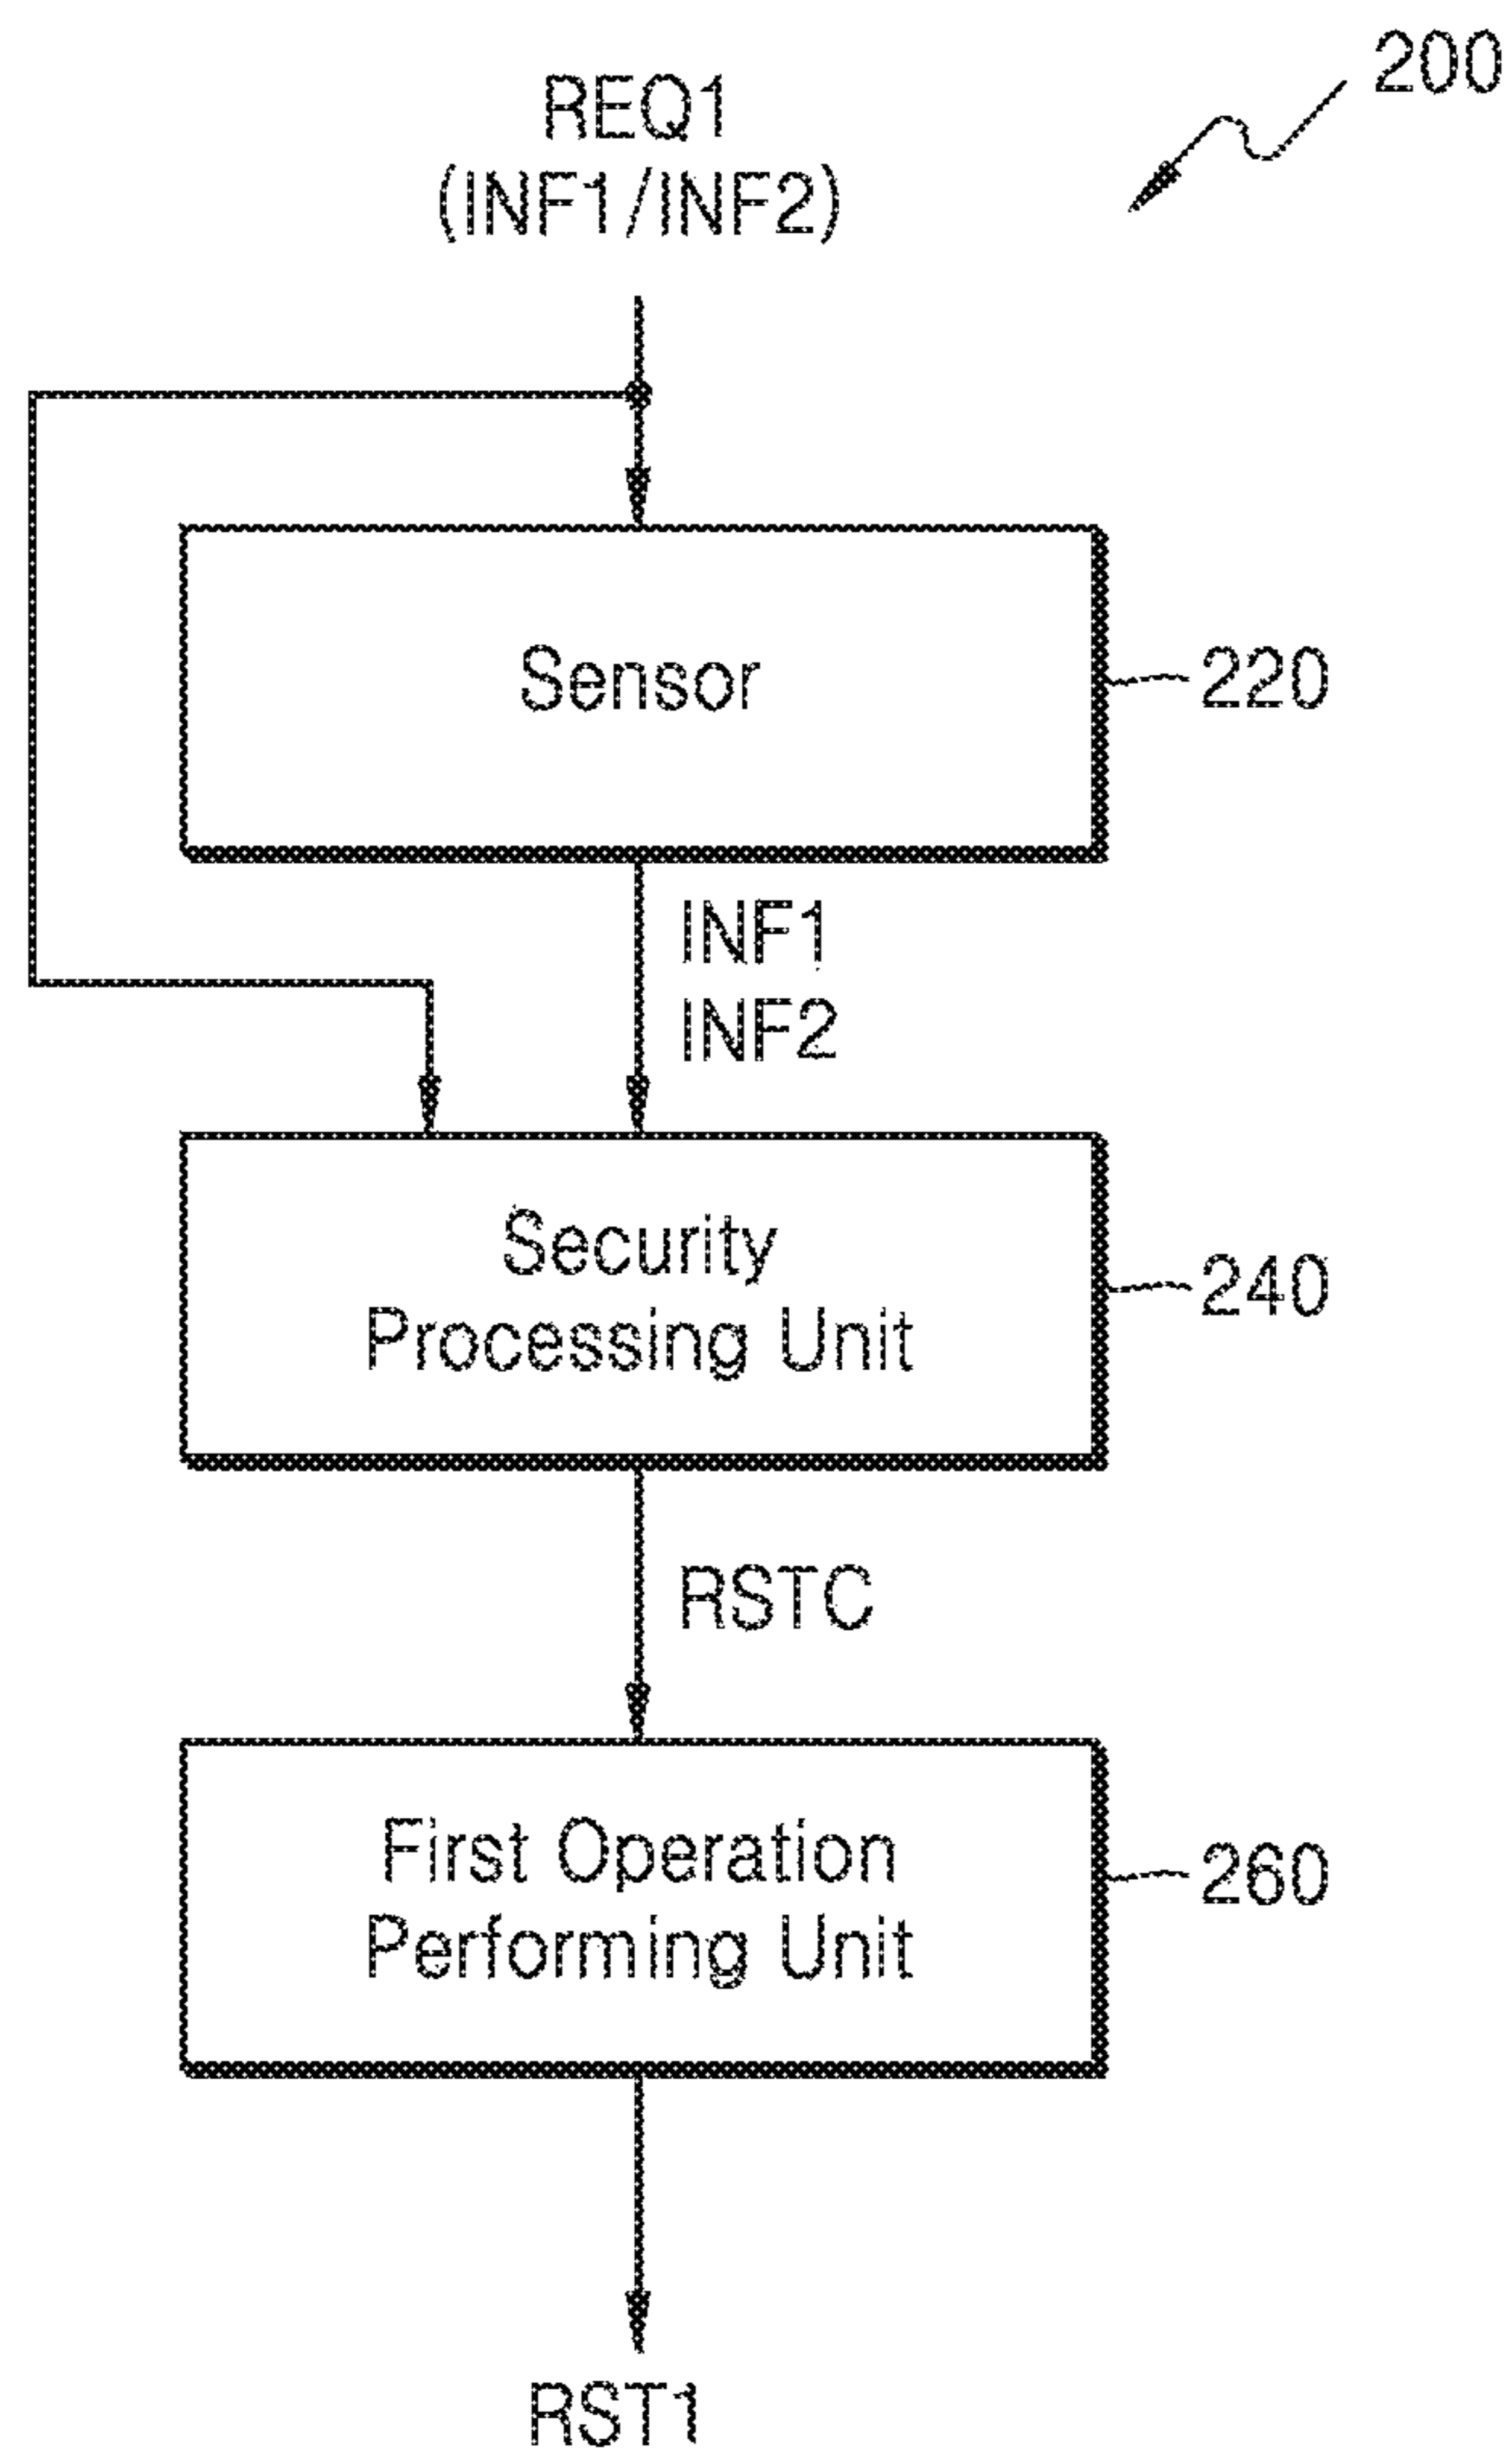 200
REQ1
(INF1/INF2)
Sensor
220
INF1
INF2
Security
Processing Unit
240
RSTC
First Operation
Performing Unit
260
RST1